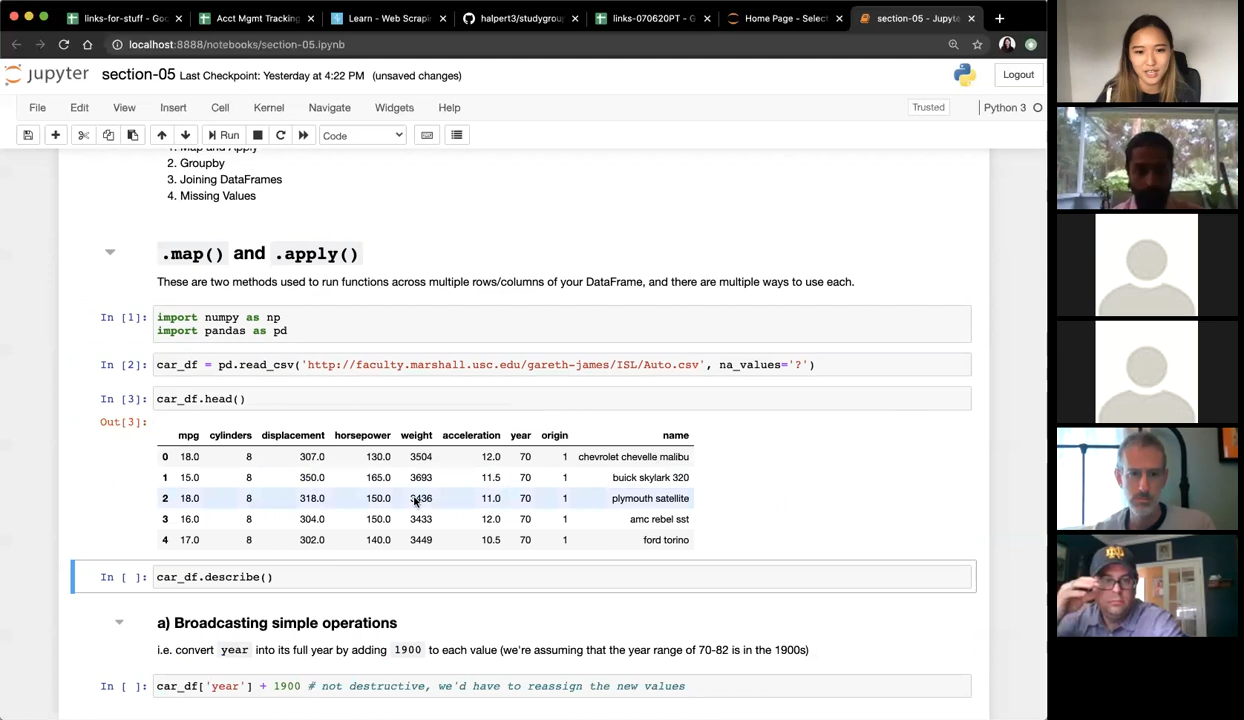 links-for-stuff - Goo
Acct Mgmt Tracking
Learn - Web Scrapin
halpert3/studygrou
links-070620PT - G
Home Page - Select
section-05 - Jupyte
localhost:8888/notebooks/section-05.ipynb
jupyter section-05 Last Checkpoint: Yesterday at 4:22 PM (unsaved changes)
Logout
File Edit View Insert Cell Kernel Navigate Widgets Help
Trusted
Python 3
Run
Code
1. Map and Apply
2. Groupby
3. Joining DataFrames
4. Missing Values
.map() and .apply()
These are two methods used to run functions across multiple rows/columns of your DataFrame, and there are multiple ways to use each.
In [1]: import numpy as np
import pandas as pd
In [2]: car_df = pd.read_csv('http://faculty.marshall.usc.edu/gareth-james/ISL/Auto.csv', na_values='?')
In [3]: car_df.head()
Out[3]:
mpg cylinders displacement horsepower weight acceleration year origin name
0 18.0 8 307.0 130.0 3504 12.0 70 1 chevrolet chevelle malibu
1 15.0 8 350.0 165.0 3693 11.5 70 1 buick skylark 320
2 18.0 8 318.0 150.0 3436 11.0 70 1 plymouth satellite
3 16.0 8 304.0 150.0 3433 12.0 70 1 amc rebel sst
4 17.0 8 302.0 140.0 3449 10.5 70 1 ford torino
In [ ]: car_df.describe()
a) Broadcasting simple operations
i.e. convert year into its full year by adding 1900 to each value (we're assuming that the year range of 70-82 is in the 1900s)
In [ ]: car_df['year'] + 1900 # not destructive, we'd have to reassign the new values